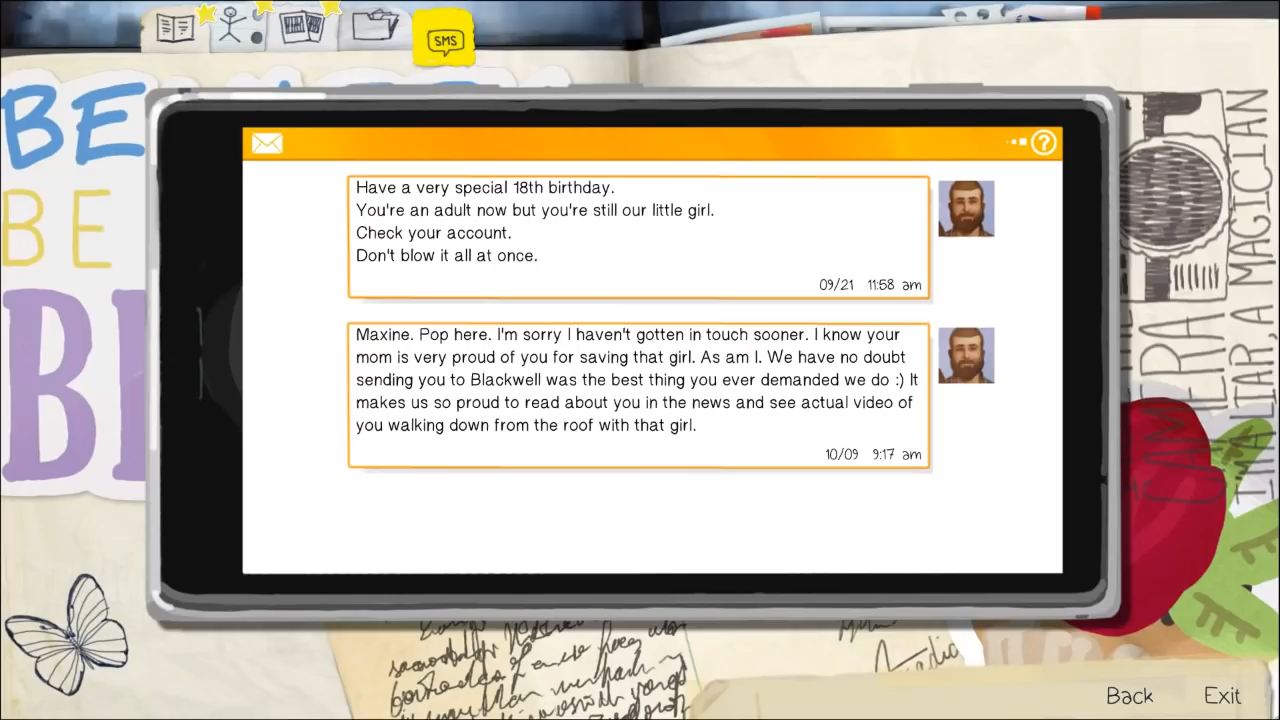 SMS
BE
BE
Have a very special 18th birthday.
You're an adult now but you're still our little girl.
Check your account.
Don't blow it all at once.
09/21 11:58 am
Maxine. Pop here. I'm sorry I haven't gotten in touch sooner. I know your
mom is very proud of you for saving that girl. As am I. We have no doubt
sending you to Blackwell was the best thing you ever demanded we do :) It
makes us so proud to read about you in the news and see actual video of
you walking down from the roof with that girl.
10/09 9:17 am
I CAMERA
I'M A LIAR, A MAGICIAN
Back
Exit